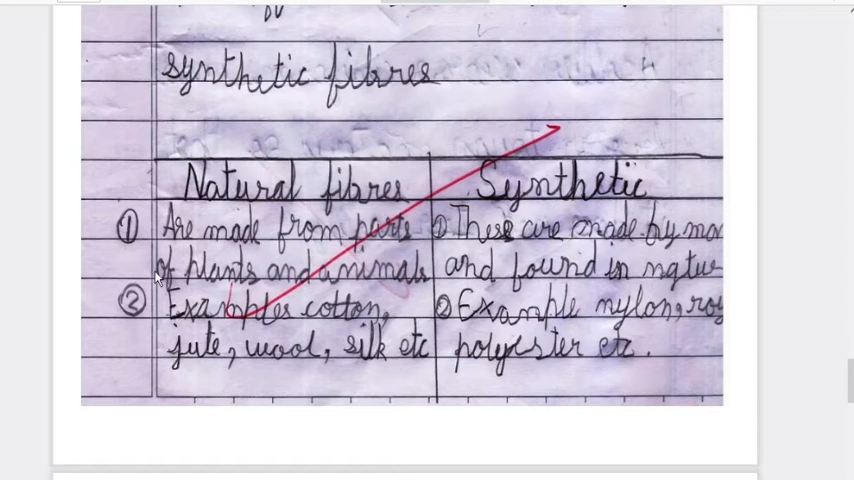 synthetic fibres
Natural fibres Synthetic
① Are made from parts ① These are made by
of plants and animals and found in
② Examples cotton, ② Example nylon,
jute, wool, silk etc polyester etc.